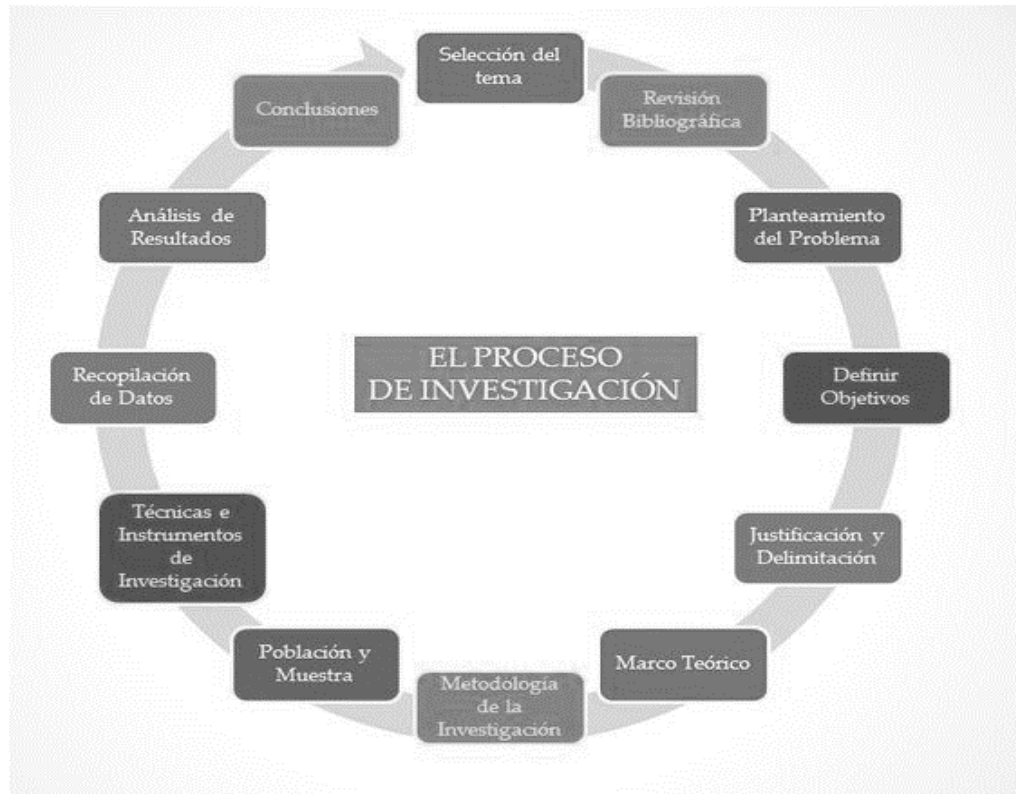 Selección del
tema
Revisión
Bibliográfica
Planteamiento
del Problema
Definir
Objetivos
Justificación y
Delimitación
Marco Teórico
Metodología
de la
Investigación
Población y
Muestra
Técnicas e
Instrumentos
de
Investigación
Recopilación
de Datos
Análisis de
Resultados
Conclusiones
EL PROCESO
DE INVESTIGACIÓN